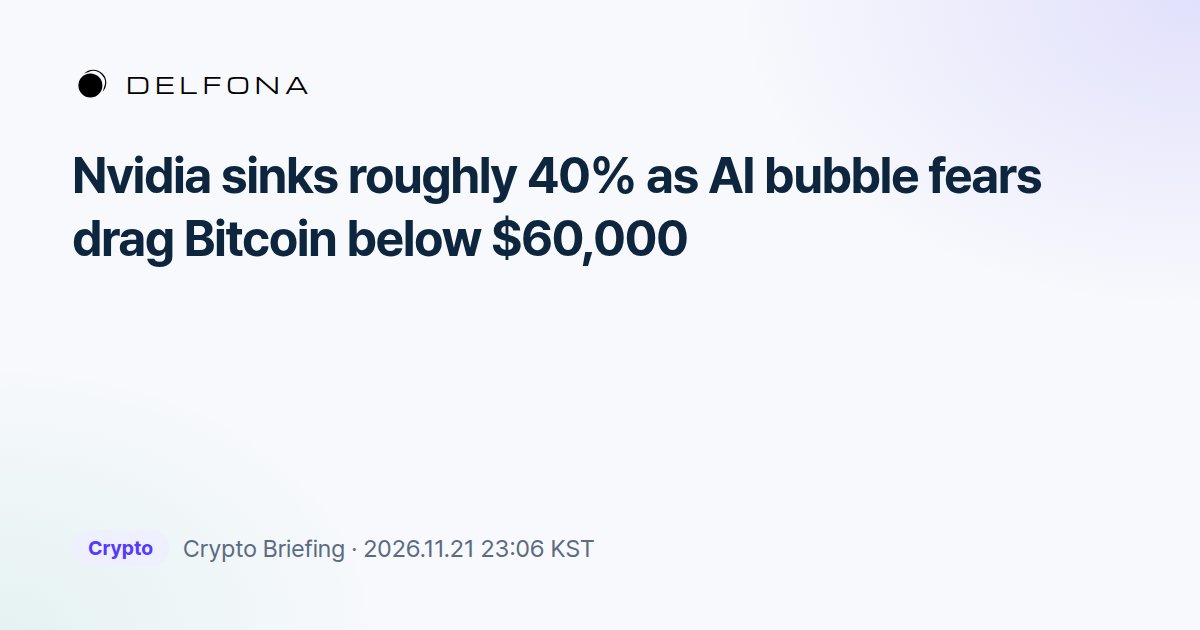 DELFONA
Nvidia sinks roughly 40% as AI bubble fears
drag Bitcoin below $60,000
Crypto Crypto Briefing · 2026.11.21 23:06 KST